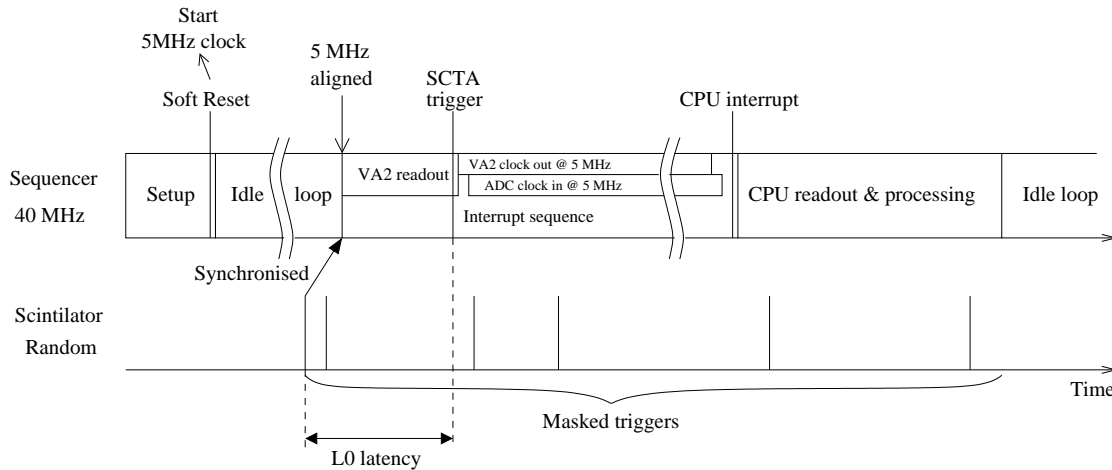 Start
5MHz clock
5 MHz
aligned
SCTA
trigger
Soft Reset
CPU interrupt
Sequencer
40 MHz
Setup
Idle
loop
VA2 readout
VA2 clock out @ 5 MHz
ADC clock in @ 5 MHz
Interrupt sequence
CPU readout & processing
Idle loop
Synchronised
Scintilator
Random
Time
Masked triggers
L0 latency